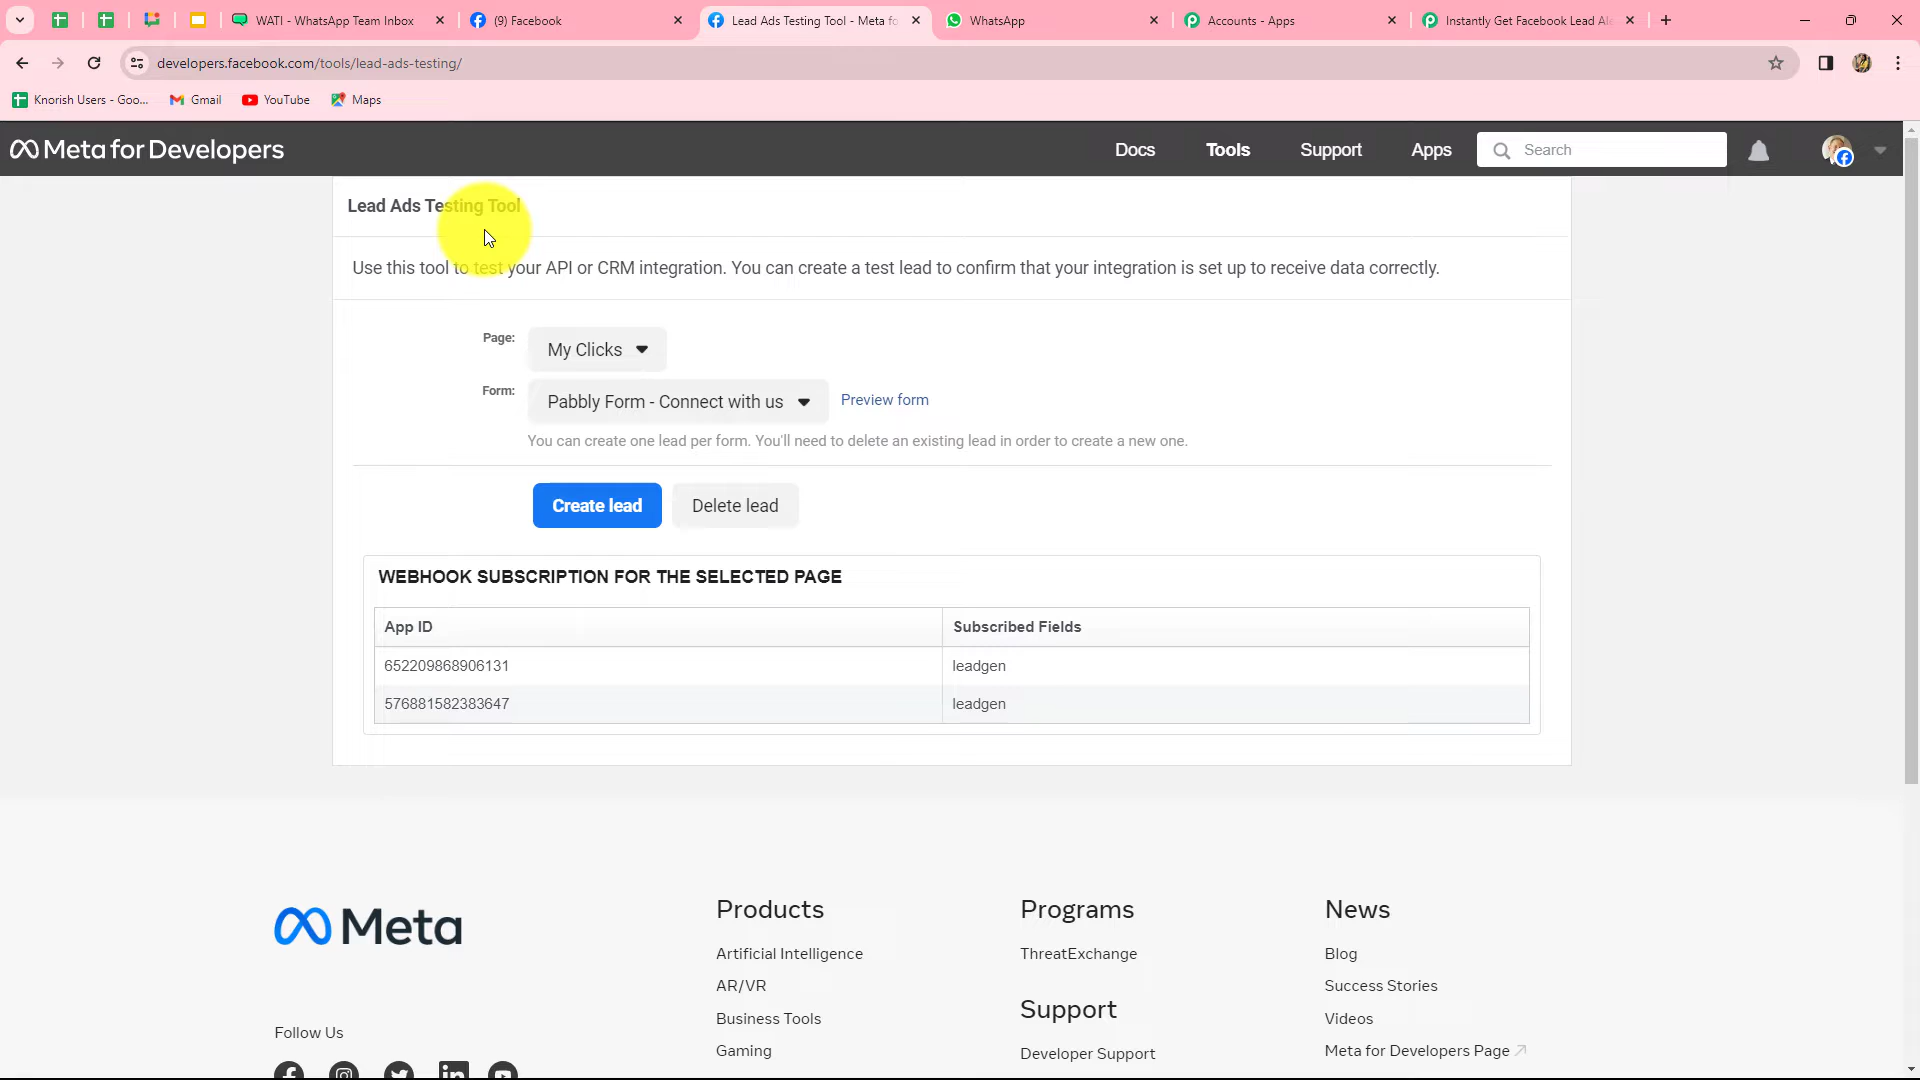 WATI - WhatsApp Team Inbox
(9) Facebook
Lead Ads Testing Tool - Meta fo
WhatsApp
Accounts - Apps
Instantly Get Facebook Lead Ale
developers.facebook.com/tools/lead-ads-testing/
Knorish Users - Goo...
Gmail
YouTube
Maps
Meta for Developers
Docs
Tools
Support
Apps
Search
Lead Ads Testing Tool
Use this tool to test your API or CRM integration. You can create a test lead to confirm that your integration is set up to receive data correctly.
Page:
My Clicks
Form:
Pabbly Form - Connect with us
Preview form
You can create one lead per form. You'll need to delete an existing lead in order to create a new one.
Create lead
Delete lead
WEBHOOK SUBSCRIPTION FOR THE SELECTED PAGE
App ID
Subscribed Fields
652209868906131
leadgen
576881582383647
leadgen
Meta
Follow Us
Products
Artificial Intelligence
AR/VR
Business Tools
Gaming
Programs
ThreatExchange
Support
Developer Support
News
Blog
Success Stories
Videos
Meta for Developers Page